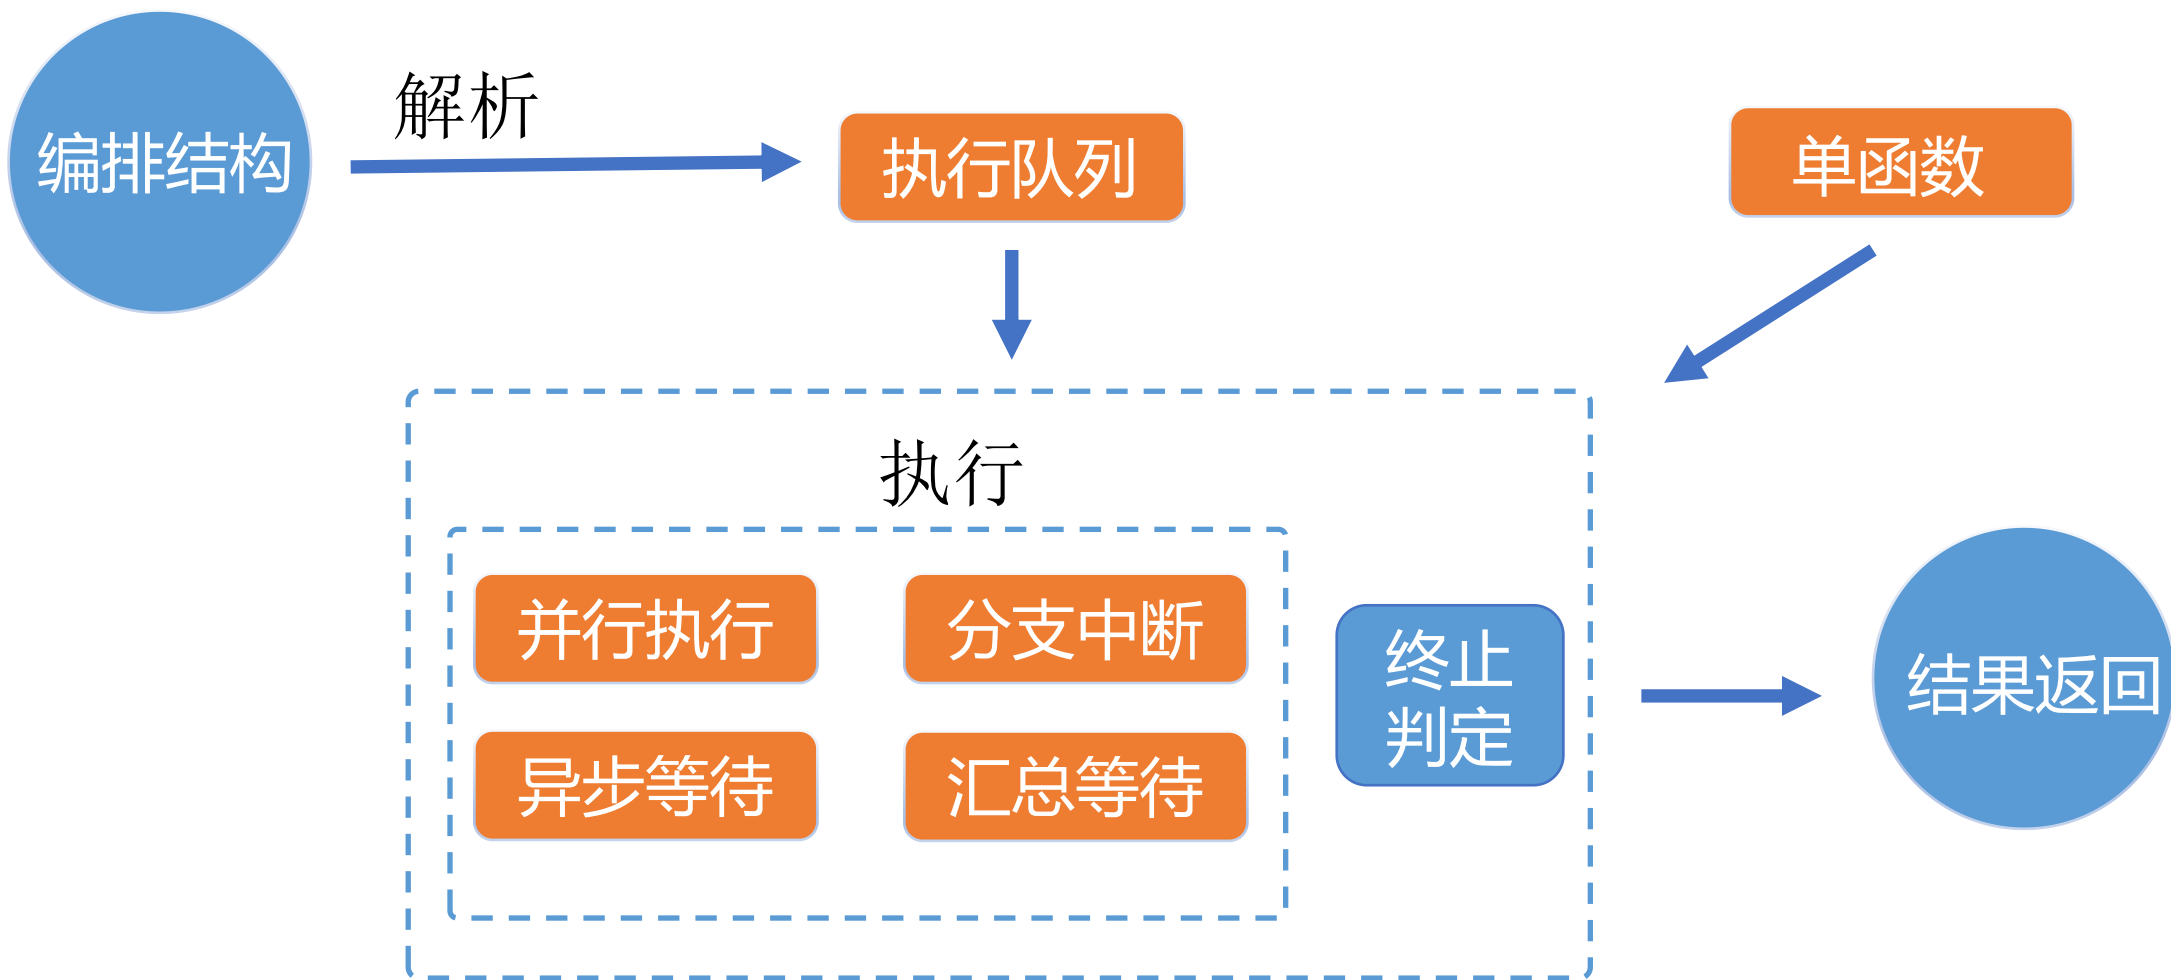 编排结构
解析
执行队列
单函数
执行
并行执行
分支中断
异步等待
汇总等待
终止
判定
结果返回